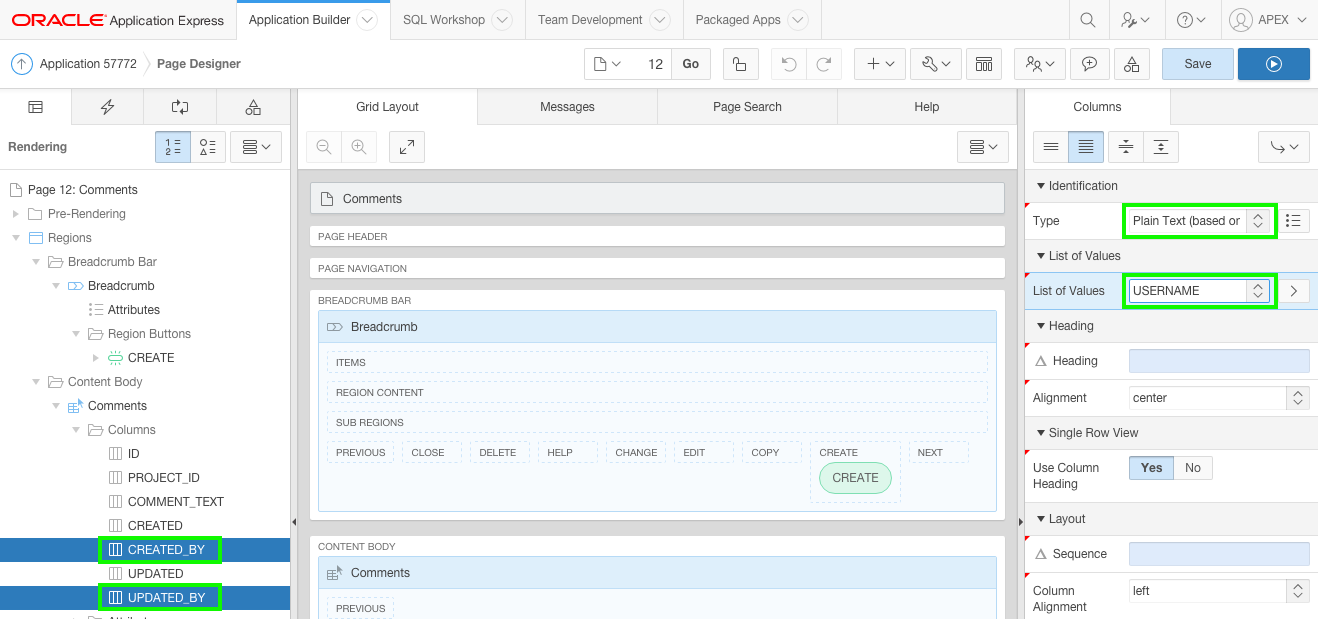 ORACLE Application Express
Application Builder
SQL Workshop
Team Development
Packaged Apps
APEX
Application 57772
Page Designer
12
Go
Save
Rendering
1 =
2 =
Page 12: Comments
Pre-Rendering
Regions
Breadcrumb Bar
Breadcrumb
Attributes
Region Buttons
CREATE
Content Body
Comments
Columns
ID
PROJECT_ID
COMMENT_TEXT
CREATED
CREATED_BY
UPDATED
UPDATED_BY
Grid Layout
Messages
Page Search
Help
Comments
PAGE HEADER
PAGE NAVIGATION
BREADCRUMB BAR
Breadcrumb
ITEMS
REGION CONTENT
SUB REGIONS
PREVIOUS
CLOSE
DELETE
HELP
CHANGE
EDIT
COPY
CREATE
NEXT
CREATE
CONTENT BODY
Comments
PREVIOUS
Columns
Identification
Type
Plain Text (based or
List of Values
List of Values
USERNAME
Heading
Heading
Alignment
center
Single Row View
Use Column
Heading
Yes
No
Layout
Sequence
Column
Alignment
left